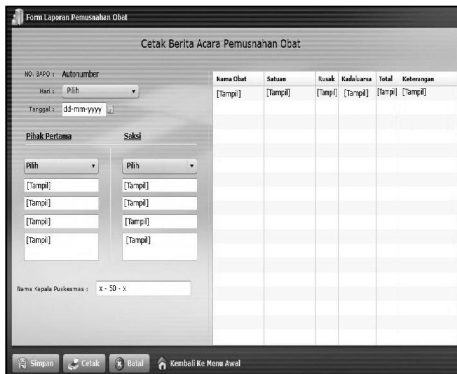 Form Laporan Pemusnahan Obat
Cetak Berita Acara Pemusnahan Obat
NO. BAPO : Autonumber
Hari : Pilih
Tanggal : dd-mm-yyyy
Pihak Pertama Saksi
Pilih Pilih
[Tampil] [Tampil]
[Tampil] [Tampil]
[Tampil] [Tampil]
[Tampil] [Tampil]
Nama Kepala Puskesmas : x - 50 - x
Nama Obat Satuan Rusak Kadaluarsa Total Keterangan
[Tampil] [Tampil] [Tampil] [Tampil] [Tampil] [Tampil]
Simpan Cetak Batal Kembali Ke Menu Awal